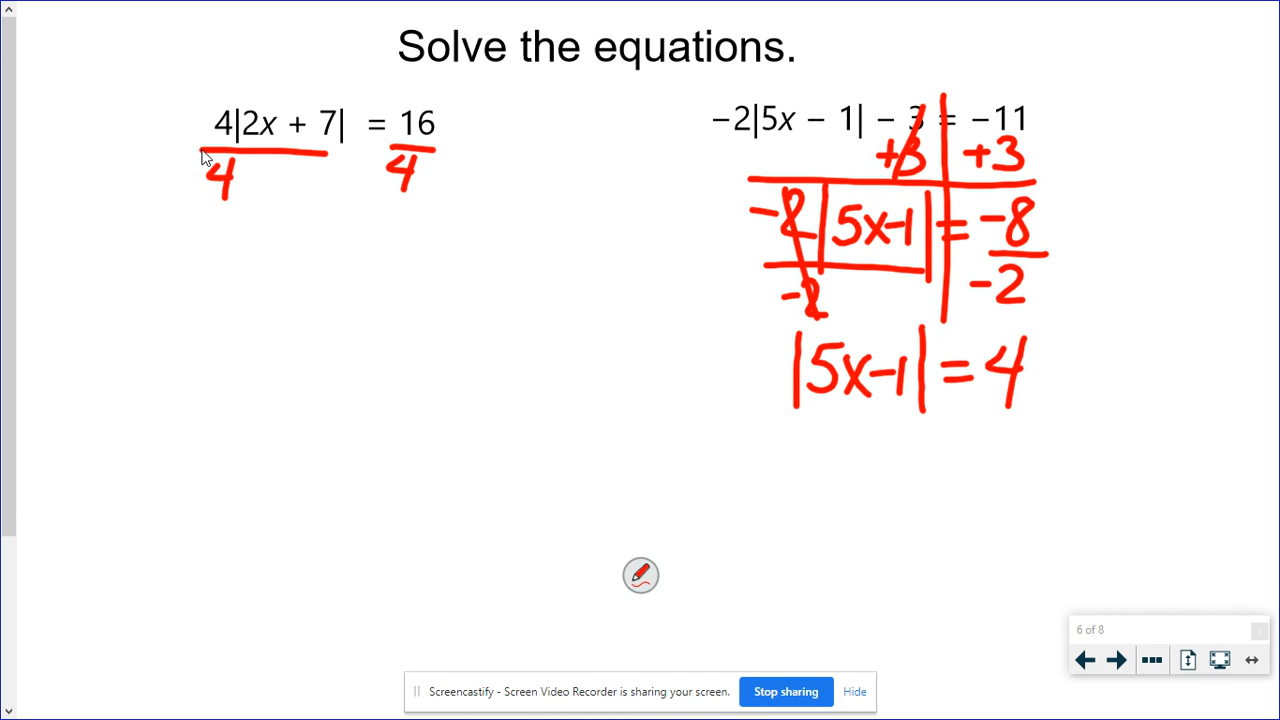 Solve the equations.
4|2x + 7| = 16
4 4
−2|5x − 1| − 3 = −11
+3 +3
-8|5x-1| = -8
-2 -2
|5x-1| = 4
6 of 8
Screencastify - Screen Video Recorder is sharing your screen.
Stop sharing
Hide